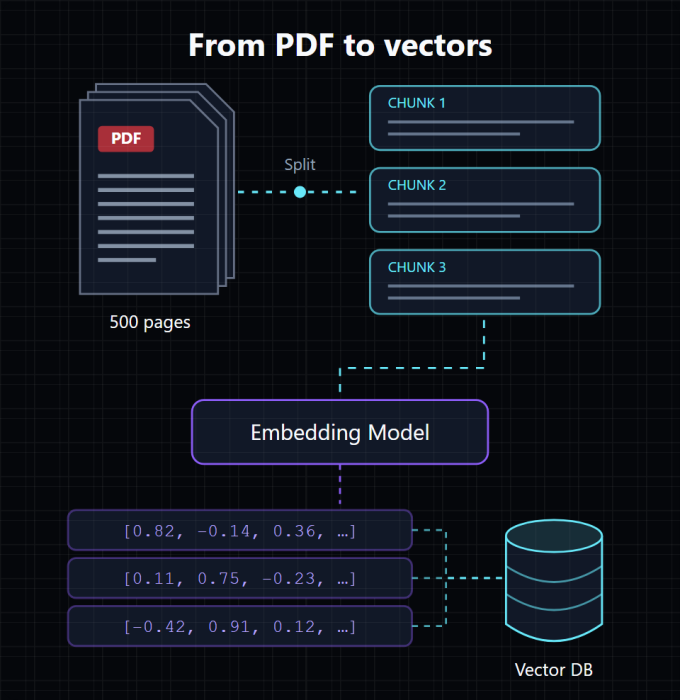 From PDF to vectors
PDF
Split
CHUNK 1
CHUNK 2
CHUNK 3
500 pages
Embedding Model
[0.82, −0.14, 0.36, …]
[0.11, 0.75, −0.23, …]
[−0.42, 0.91, 0.12, …]
Vector DB